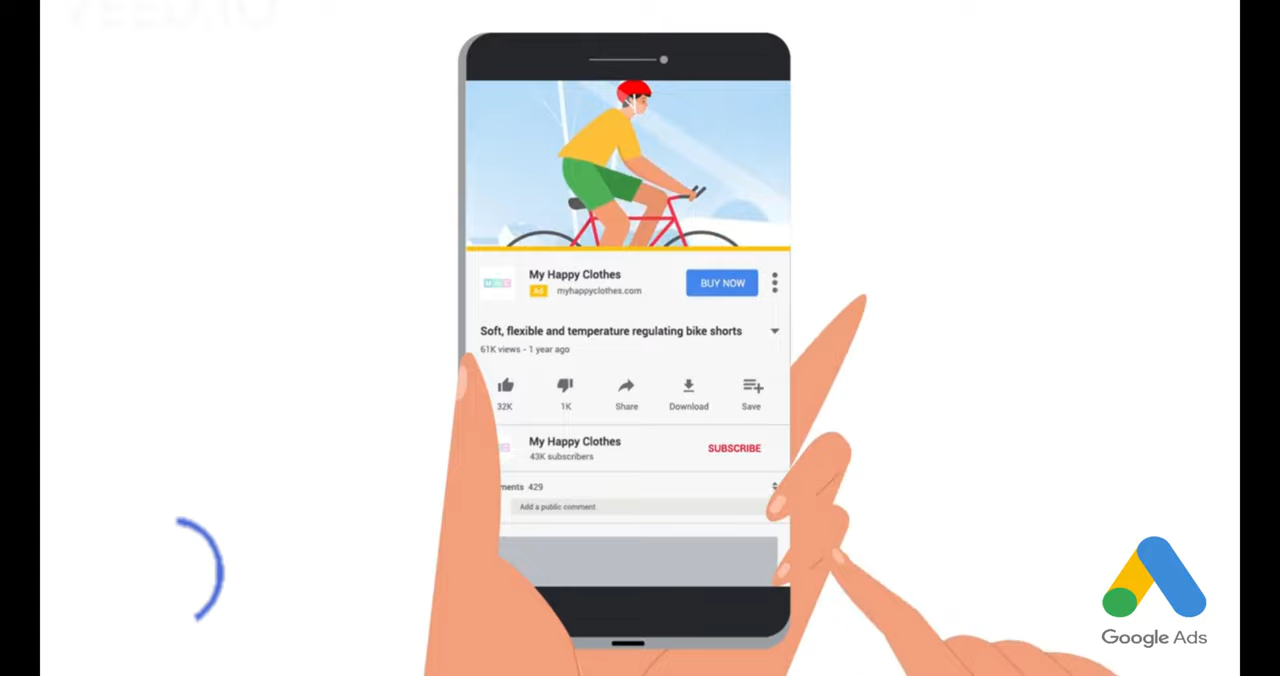 My Happy Clothes
Ad myhappyclothes.com
BUY NOW
Soft, flexible and temperature regulating bike shorts
61K views - 1 year ago
32K
1K
Share
Download
Save
My Happy Clothes
43K subscribers
SUBSCRIBE
ments 429
Add a public comment
Google Ads